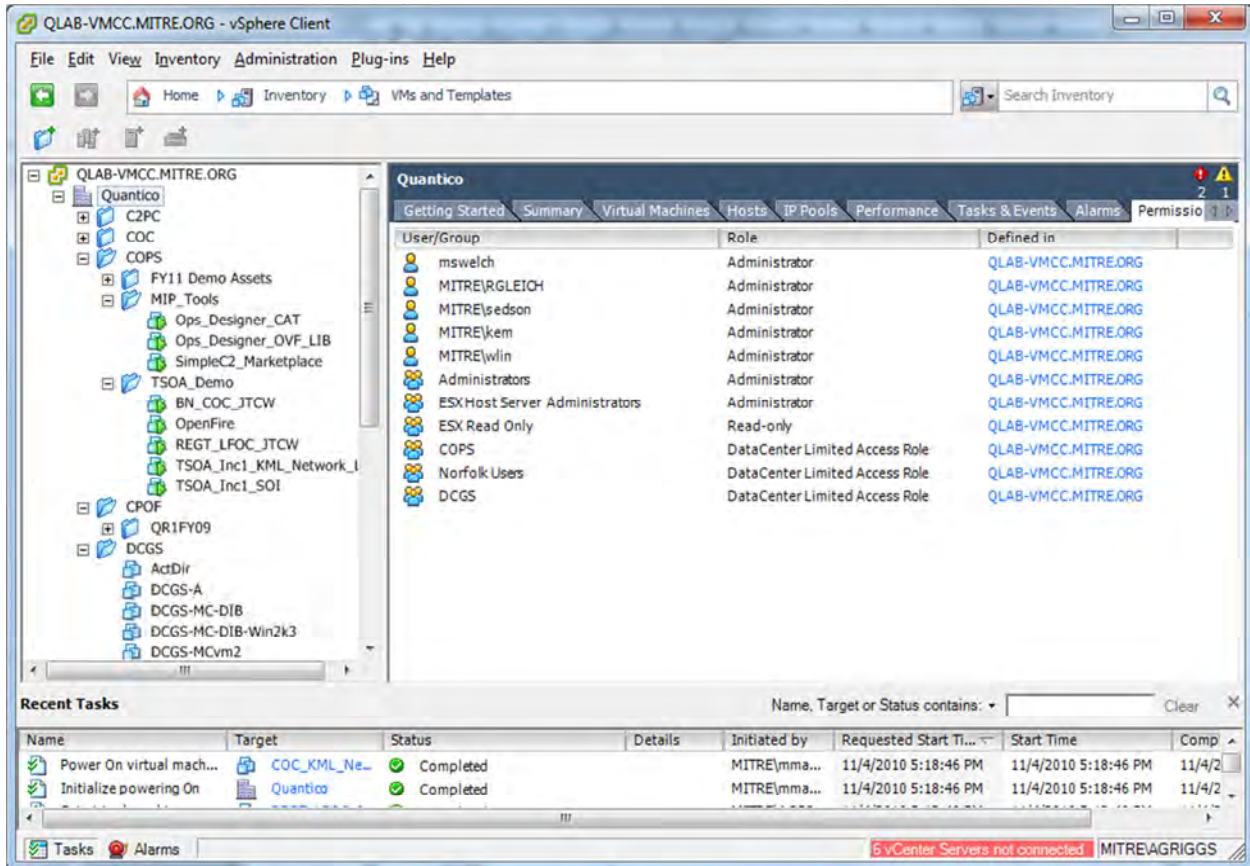 QLAB-VMCC.MITRE.ORG - vSphere Client
File Edit View Inventory Administration Plug-ins Help
Home Inventory VMs and Templates Search Inventory
QLAB-VMCC.MITRE.ORG
Quantico
C2PC
COC
COPS
FY11 Demo Assets
MIP_Tools
Ops_Designer_CAT
Ops_Designer_OVF_LIB
SimpleC2_Marketplace
TSOA_Demo
BN_COC_JTCW
OpenFire
REGT_LFOC_JTCW
TSOA_Inc1_KML_Network_L
TSOA_Inc1_SOI
CPOF
QR1FY09
DCGS
ActDir
DCGS-A
DCGS-MC-DIB
DCGS-MC-DIB-Win2k3
DCGS-MCvm2
Quantico
2 1
Getting Started Summary Virtual Machines Hosts IP Pools Performance Tasks & Events Alarms Permissio
User/Group Role Defined in
mswelch Administrator QLAB-VMCC.MITRE.ORG
MITRE\RGLEICH Administrator QLAB-VMCC.MITRE.ORG
MITRE\sedson Administrator QLAB-VMCC.MITRE.ORG
MITRE\kem Administrator QLAB-VMCC.MITRE.ORG
MITRE\wlin Administrator QLAB-VMCC.MITRE.ORG
Administrators Administrator QLAB-VMCC.MITRE.ORG
ESX Host Server Administrators Administrator QLAB-VMCC.MITRE.ORG
ESX Read Only Read-only QLAB-VMCC.MITRE.ORG
COPS DataCenter Limited Access Role QLAB-VMCC.MITRE.ORG
Norfolk Users DataCenter Limited Access Role QLAB-VMCC.MITRE.ORG
DCGS DataCenter Limited Access Role QLAB-VMCC.MITRE.ORG
Recent Tasks Name, Target or Status contains: Clear
Name Target Status Details Initiated by Requested Start Ti... Start Time Comp
Power On virtual mach... COC_KML_Ne... Completed MITRE\mma... 11/4/2010 5:18:46 PM 11/4/2010 5:18:46 PM 11/4/2
Initialize powering On Quantico Completed MITRE\mma... 11/4/2010 5:18:46 PM 11/4/2010 5:18:46 PM 11/4/2
Tasks Alarms 6 vCenter Servers not connected MITRE\AGRIGGS